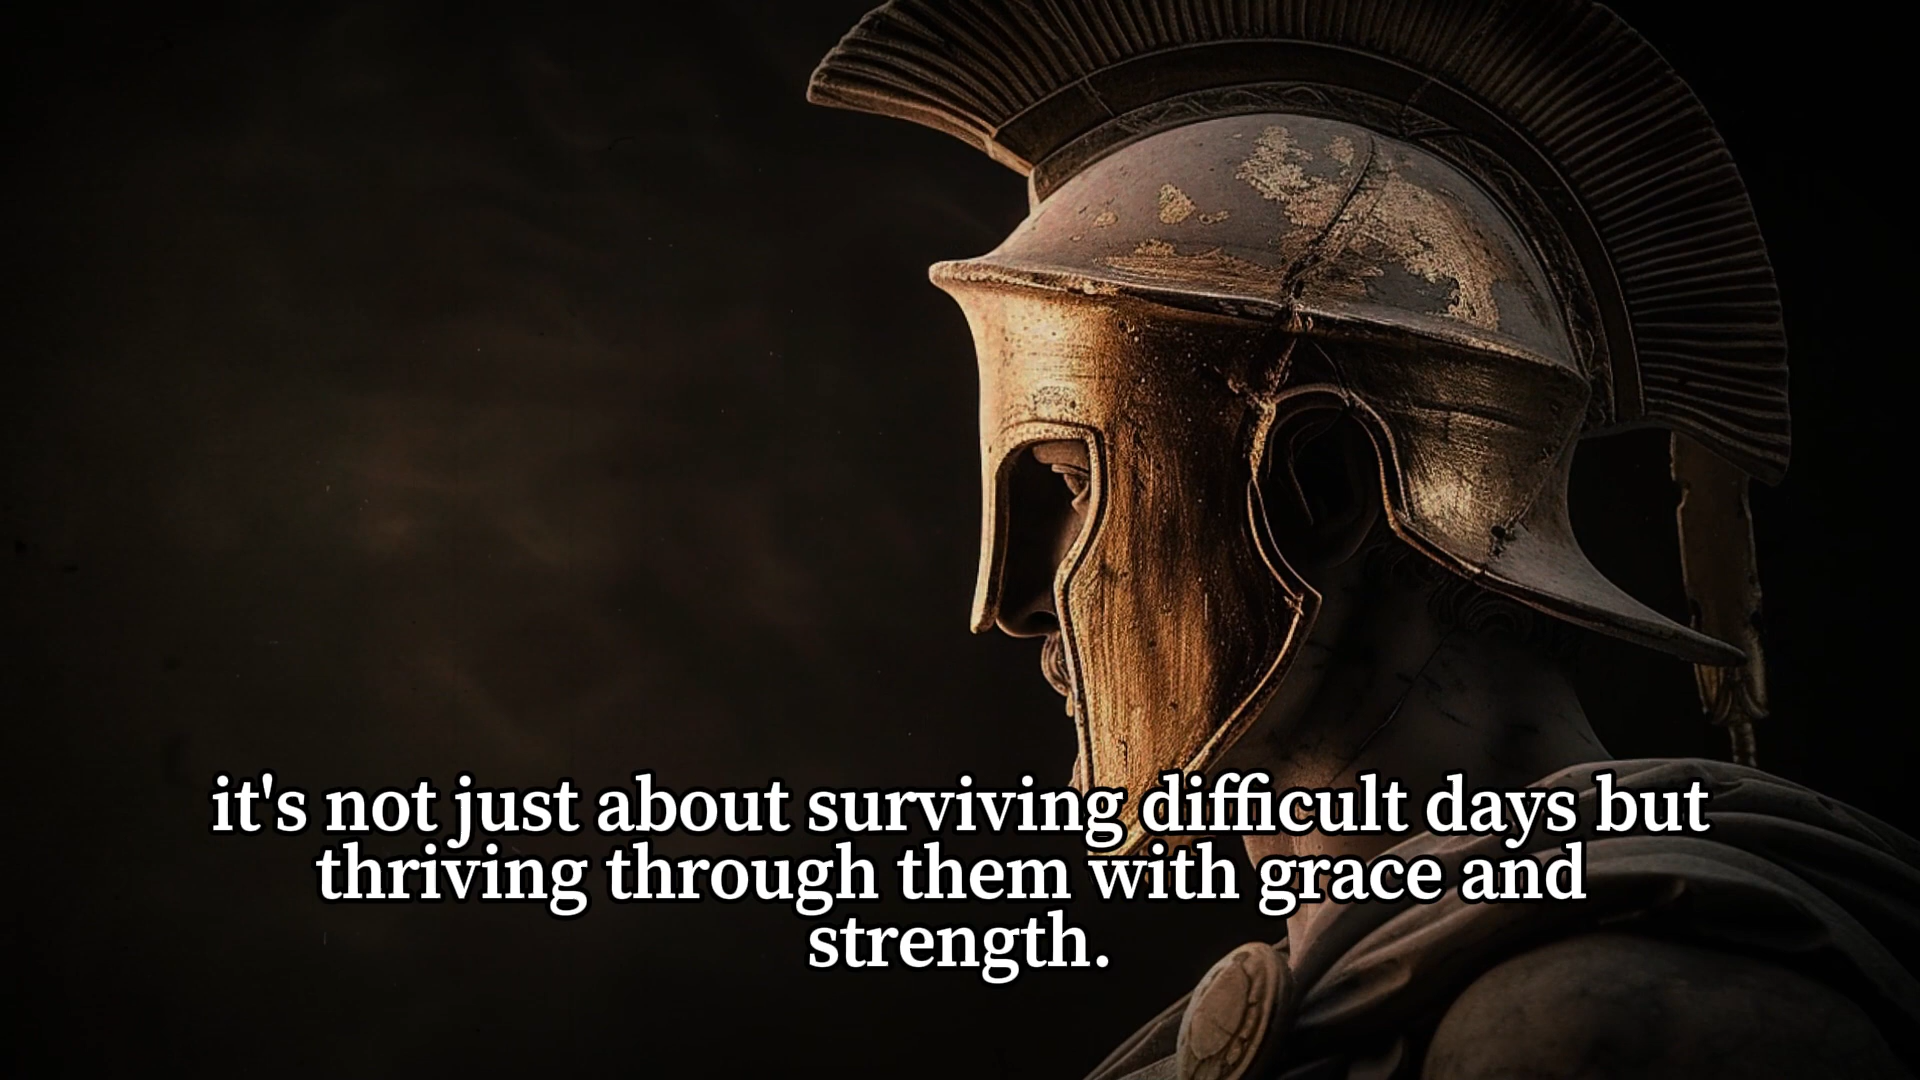 it's not just about surviving difficult days but
thriving through them with grace and
strength.